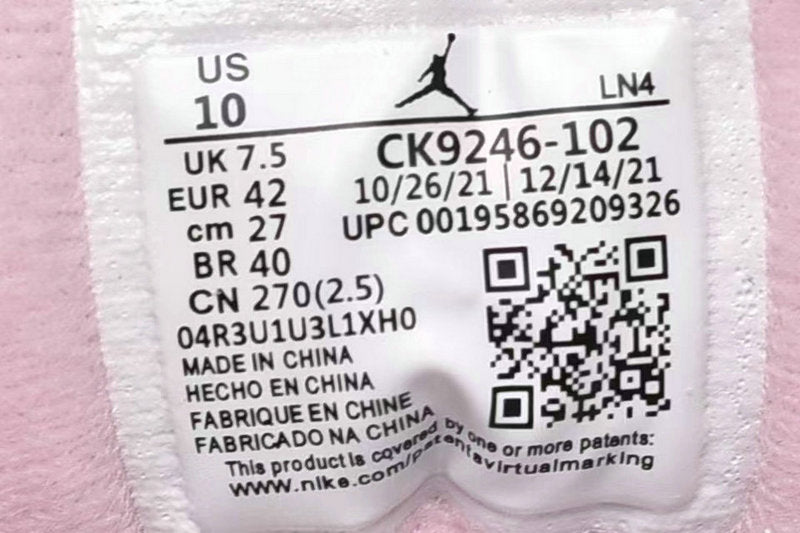 US
10
LN4
UK 7.5
EUR 42
cm 27
BR 40
CN 270(2.5)
CK9246-102
10/26/21 | 12/14/21
UPC 00195869209326
04R3U1U3L1XH0
MADE IN CHINA
HECHO EN CHINA
FABRIQUE EN CHINE
FABRICADO NA CHINA
This product is covered by one or more patents:
www.nike.com/patentsvirtualmarking